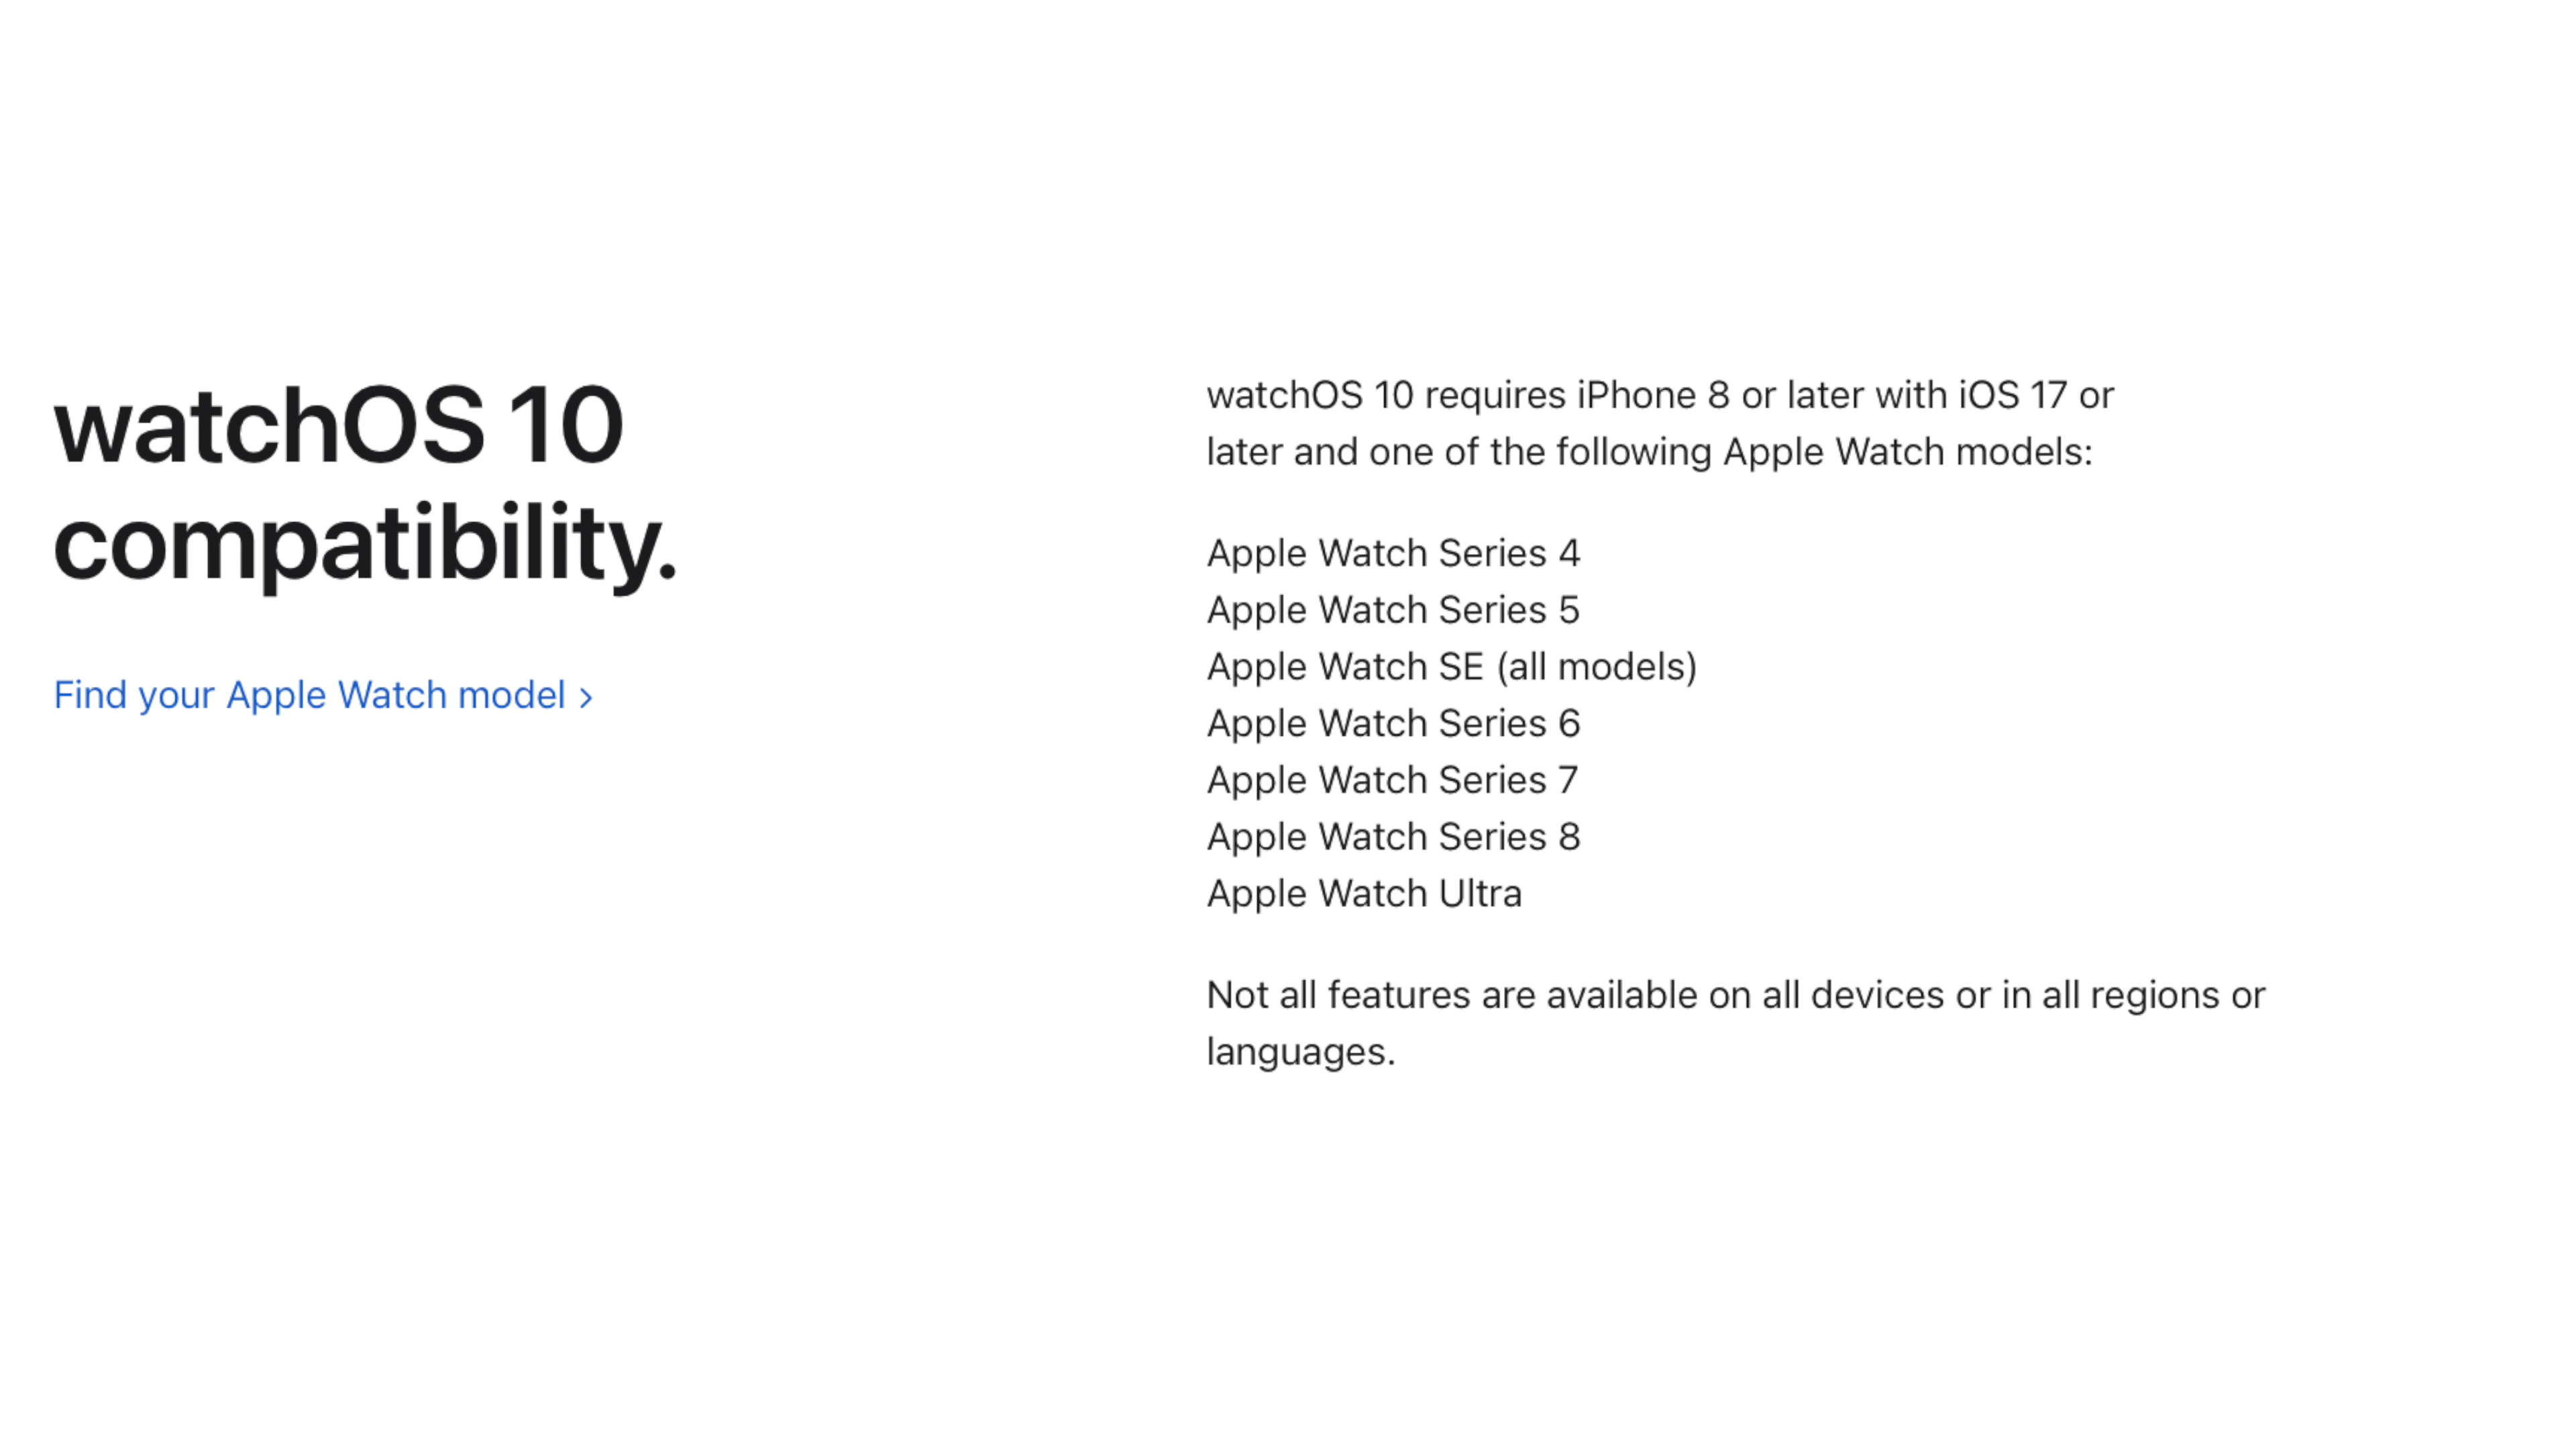 watchOS 10
compatibility.
Find your Apple Watch model >
watchOS 10 requires iPhone 8 or later with iOS 17 or
later and one of the following Apple Watch models:
Apple Watch Series 4
Apple Watch Series 5
Apple Watch SE (all models)
Apple Watch Series 6
Apple Watch Series 7
Apple Watch Series 8
Apple Watch Ultra
Not all features are available on all devices or in all regions or
languages.